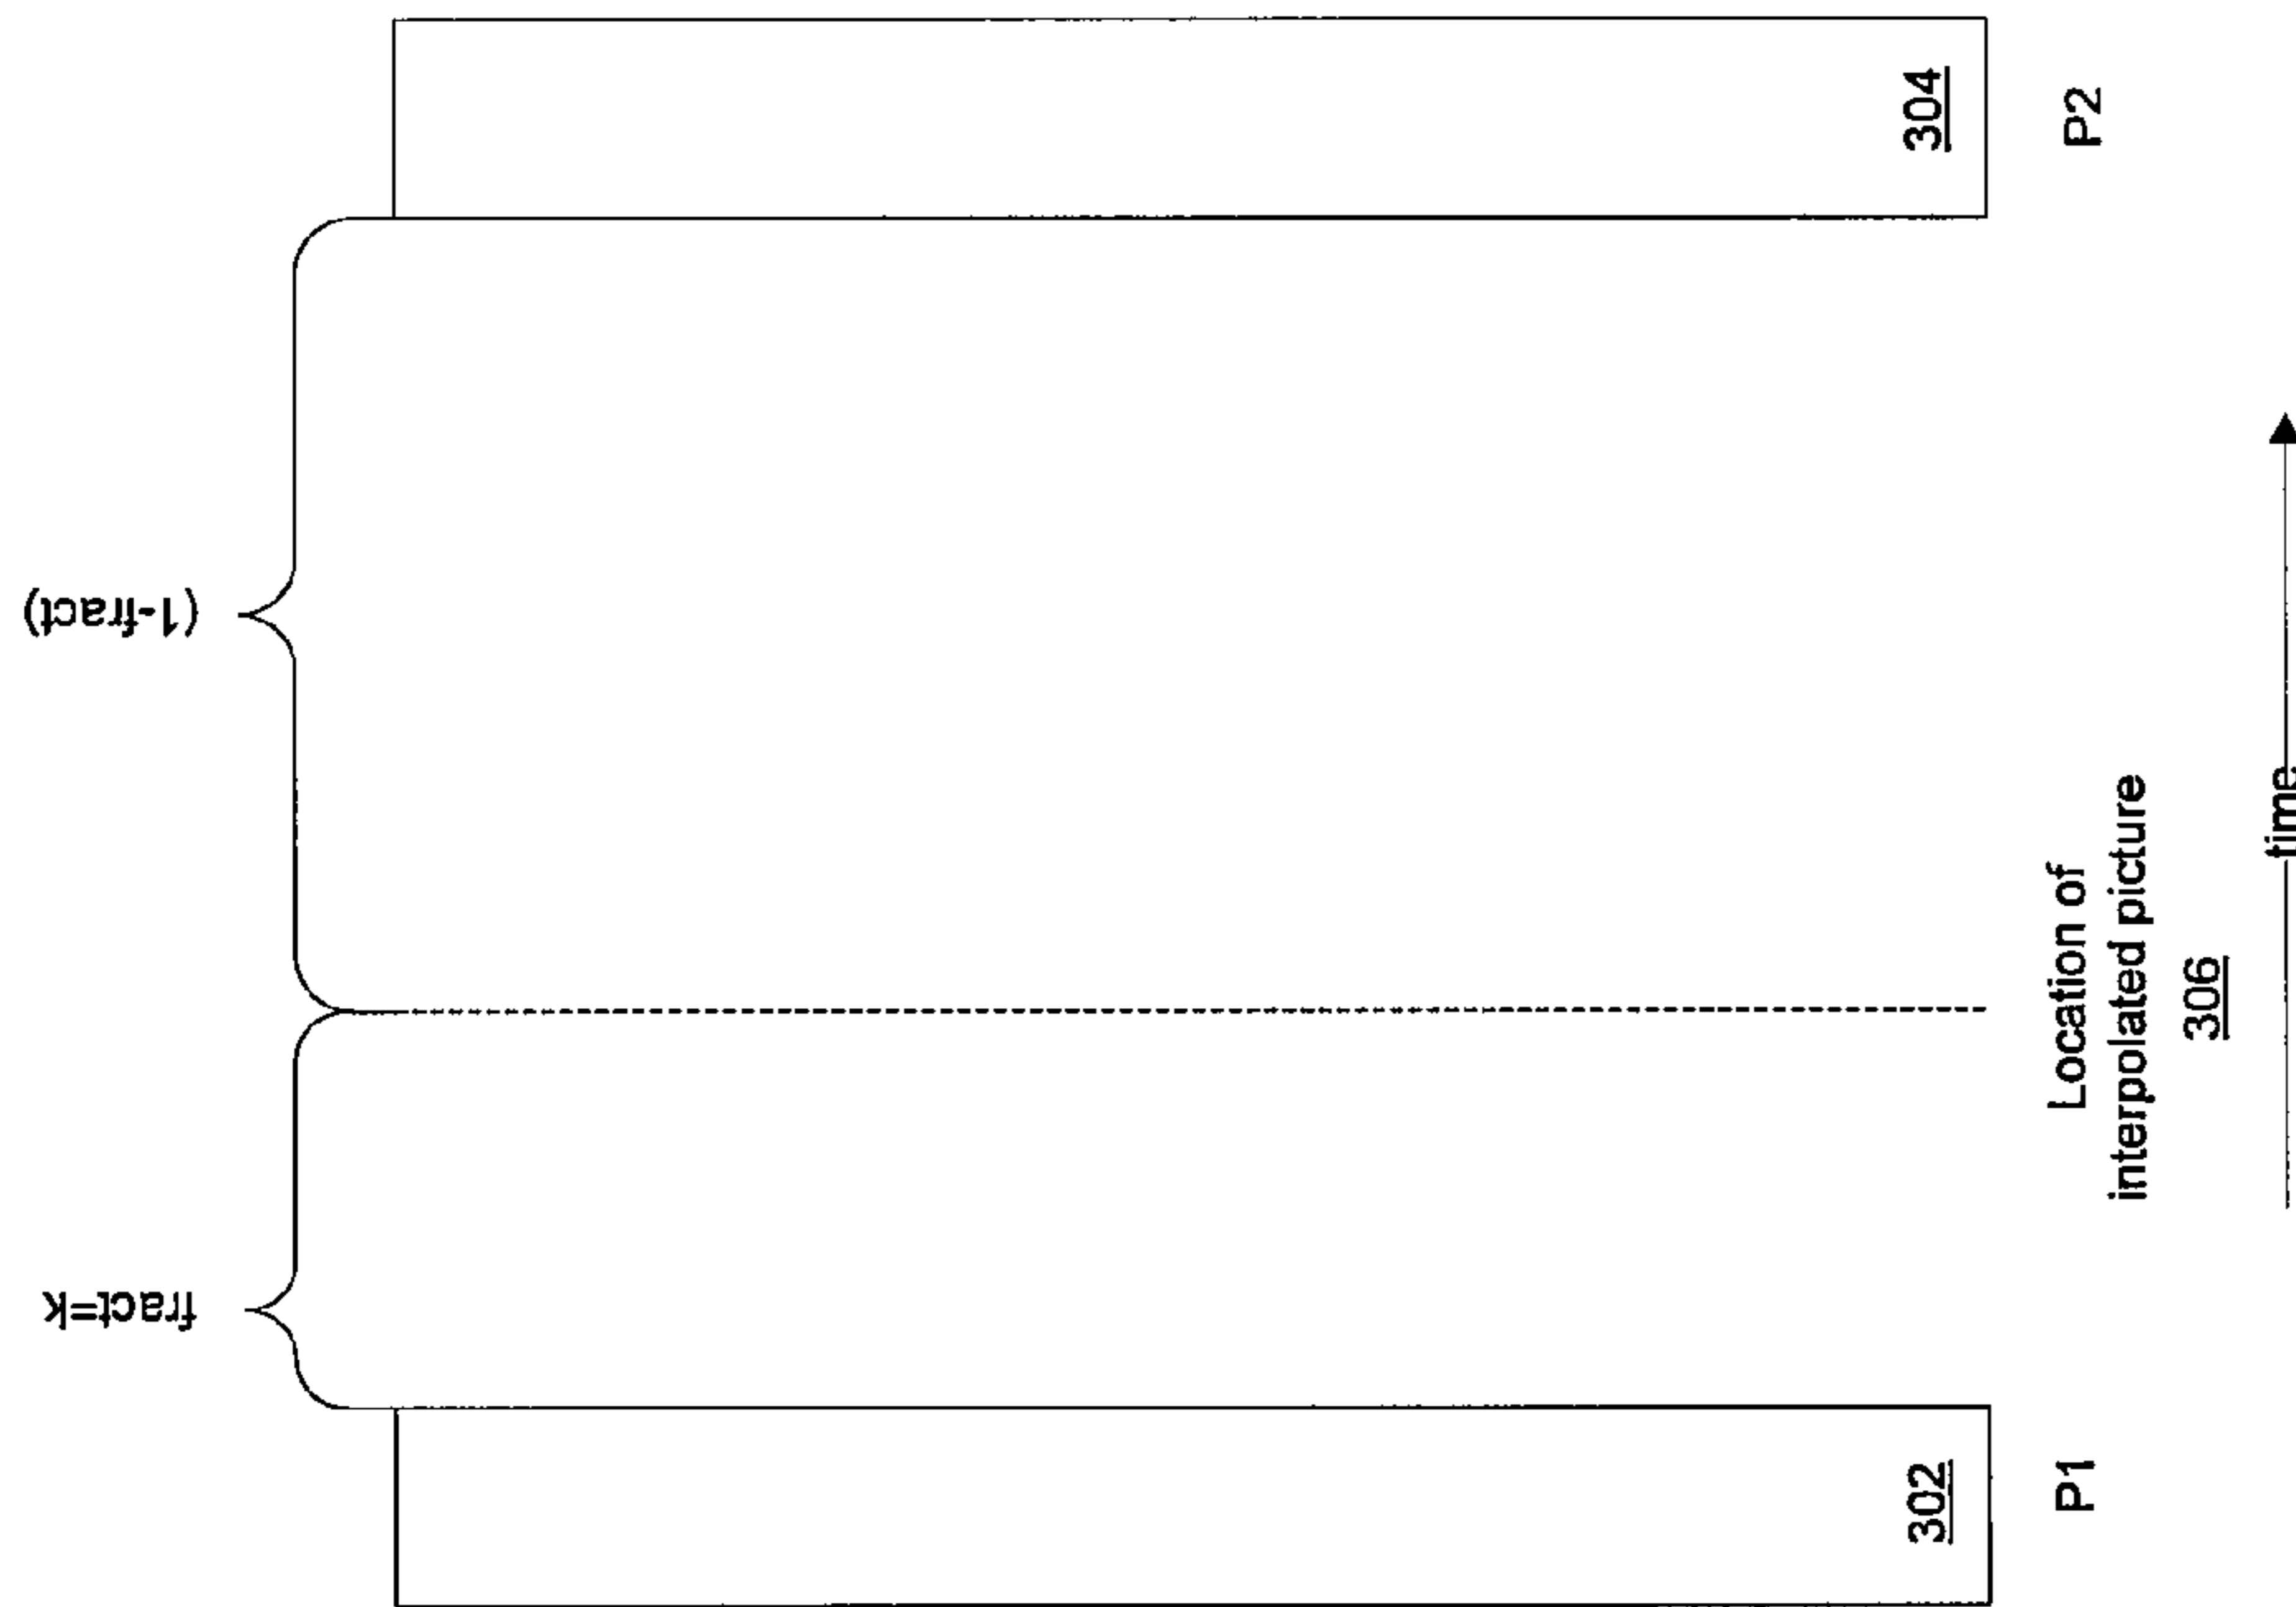 fract=k
(1-fract)
302
304
P1
Location of
interpolated picture
306
P2
time